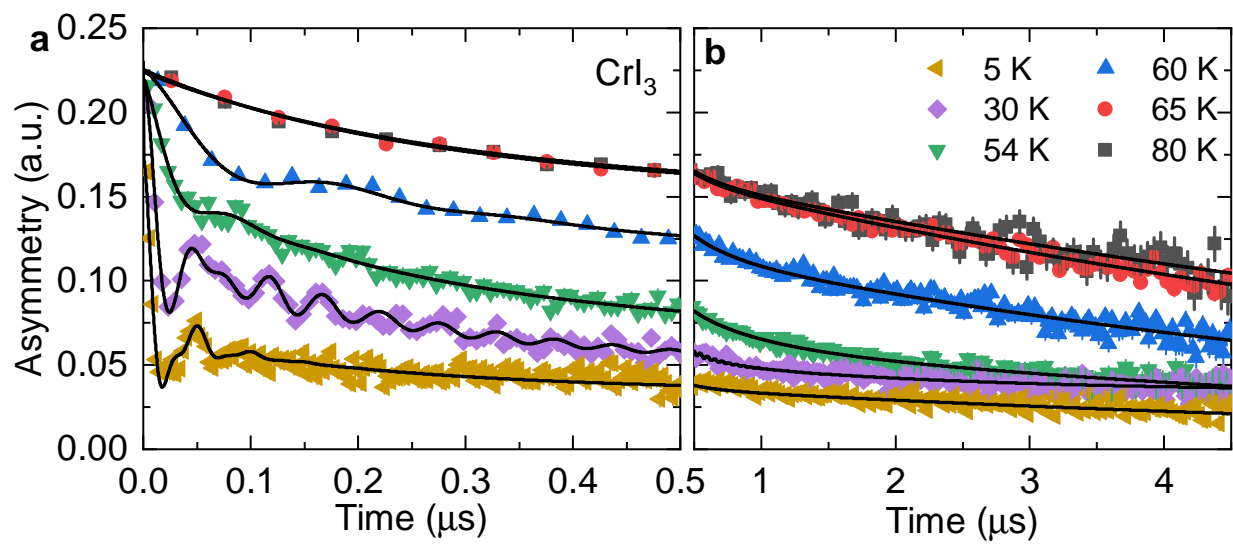 a
b
CrI₃
5 K
60 K
30 K
65 K
54 K
80 K
Asymmetry (a.u.)
0.25
0.20
0.15
0.10
0.05
0.00
0.0 0.1 0.2 0.3 0.4 0.5 1 2 3 4
Time (μs)
Time (μs)